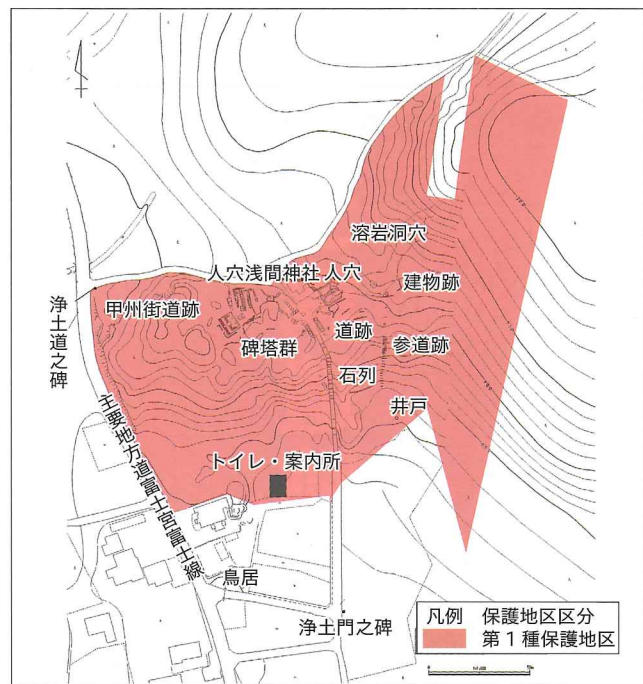 溶岩洞穴
人穴浅間神社 人穴
建物跡
甲州街道跡
浄土道之碑
道跡
参道跡
碑塔群
石列
井戸
主要地方道富士宮富士線
トイレ・案内所
鳥居
浄土門之碑
凡例 保護地区区分
第1種保護地区